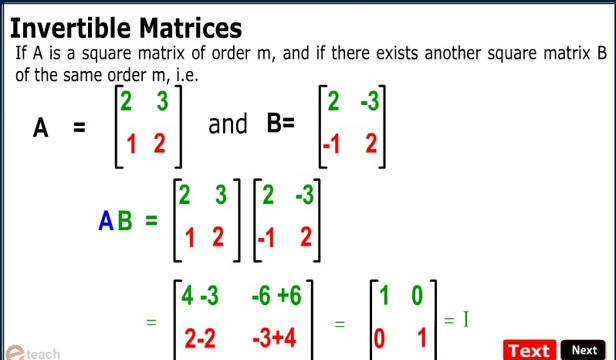 Invertible Matrices
If A is a square matrix of order m, and if there exists another square matrix B
of the same order m, i.e.
A = [2 3 and B= [2 -3
1 2] -1 2]
AB = [2 3 [2 -3
1 2] -1 2]
= [4 -3 -6 +6 = [1 0 = I
2-2 -3+4] 0 1]
e teach
Text Next